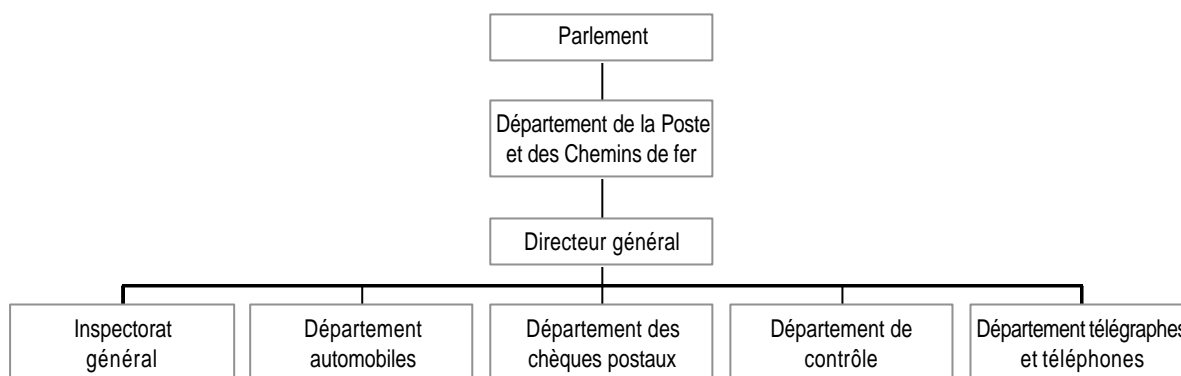 Parlement
Département de la Poste
et des Chemins de fer
Directeur général
Inspectorat
général
Département
automobiles
Département des
chèques postaux
Département de
contrôle
Département télégraphes
et téléphones